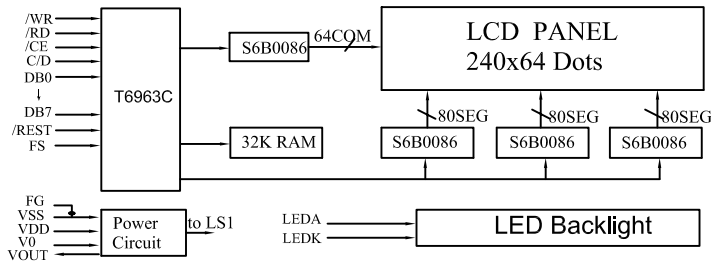 /WR
/RD
/CE
C/D
DB0
DB7
/REST
FS
T6963C
S6B0086
64COM
LCD PANEL
240x64 Dots
80SEG
80SEG
80SEG
32K RAM
S6B0086
S6B0086
S6B0086
FG
VSS
VDD
V0
VOUT
Power
Circuit
to LS1
LEDA
LEDK
LED Backlight